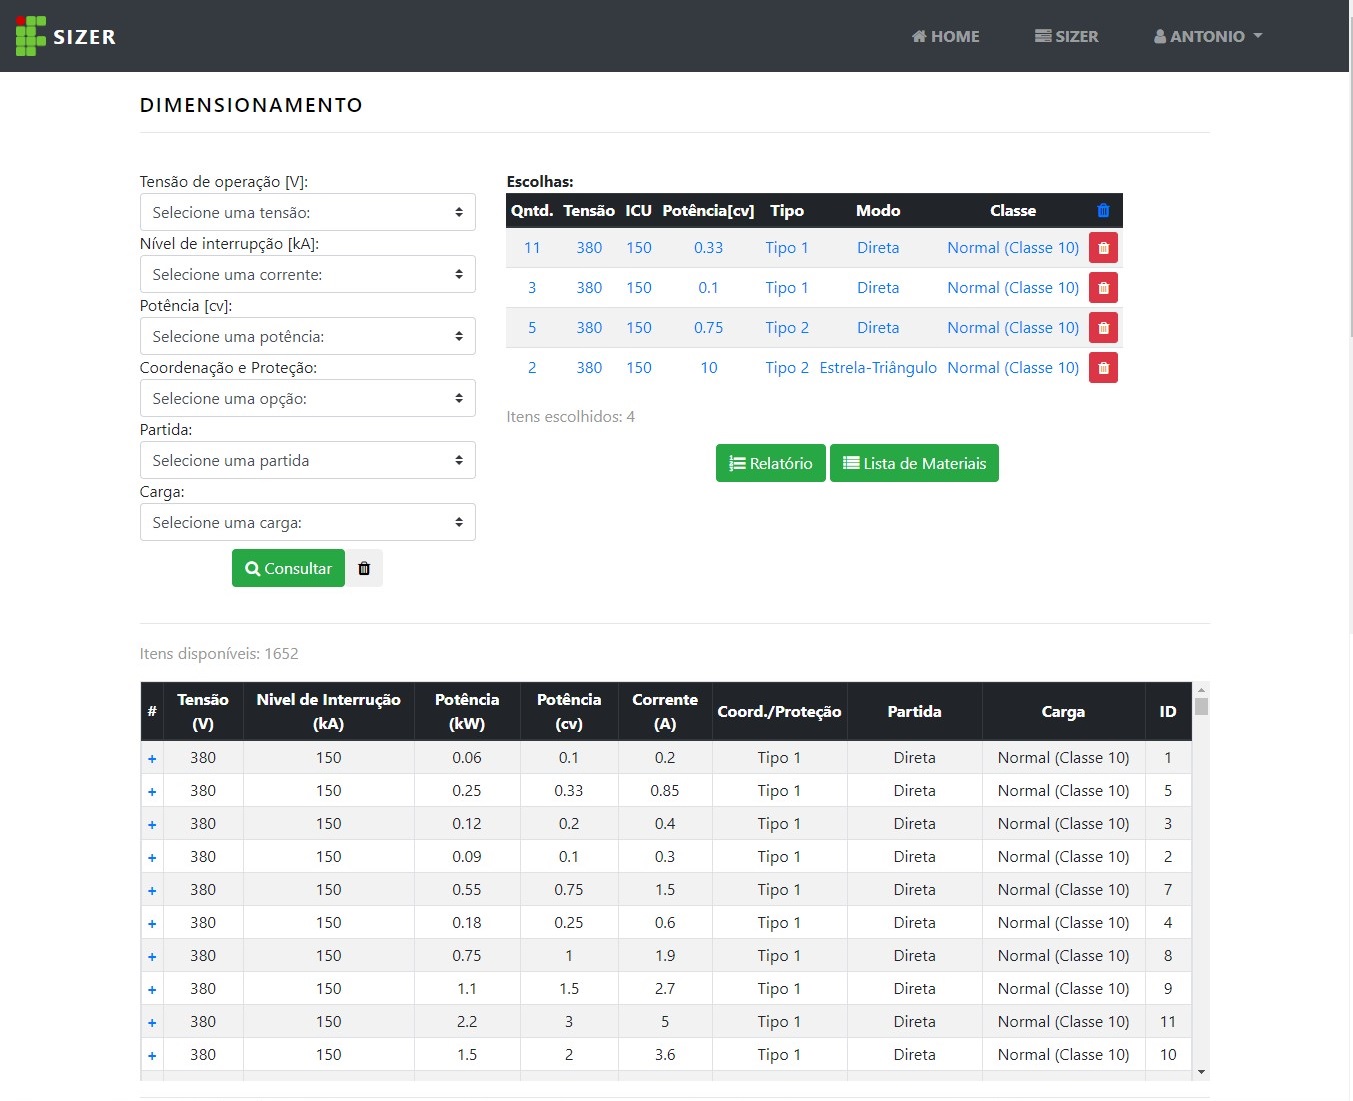 SIZER
HOME SIZER ANTONIO
DIMENSIONAMENTO
Tensão de operação [V]:
Selecione uma tensão:
Nível de interrupção [kA]:
Selecione uma corrente:
Potência [cv]:
Selecione uma potência:
Coordenação e Proteção:
Selecione uma opção:
Partida:
Selecione uma partida
Carga:
Selecione uma carga:
Consultar
Escolhas:
Qntd. Tensão ICU Potência[cv] Tipo Modo Classe
11 380 150 0.33 Tipo 1 Direta Normal (Classe 10)
3 380 150 0.1 Tipo 1 Direta Normal (Classe 10)
5 380 150 0.75 Tipo 2 Direta Normal (Classe 10)
2 380 150 10 Tipo 2 Estrela-Triângulo Normal (Classe 10)
Itens escolhidos: 4
Relatório Lista de Materiais
Itens disponíveis: 1652
# Tensão (V) Nivel de Interrução (kA) Potência (kW) Potência (cv) Corrente (A) Coord./Proteção Partida Carga ID
+ 380 150 0.06 0.1 0.2 Tipo 1 Direta Normal (Classe 10) 1
+ 380 150 0.25 0.33 0.85 Tipo 1 Direta Normal (Classe 10) 5
+ 380 150 0.12 0.2 0.4 Tipo 1 Direta Normal (Classe 10) 3
+ 380 150 0.09 0.1 0.3 Tipo 1 Direta Normal (Classe 10) 2
+ 380 150 0.55 0.75 1.5 Tipo 1 Direta Normal (Classe 10) 7
+ 380 150 0.18 0.25 0.6 Tipo 1 Direta Normal (Classe 10) 4
+ 380 150 0.75 1 1.9 Tipo 1 Direta Normal (Classe 10) 8
+ 380 150 1.1 1.5 2.7 Tipo 1 Direta Normal (Classe 10) 9
+ 380 150 2.2 3 5 Tipo 1 Direta Normal (Classe 10) 11
+ 380 150 1.5 2 3.6 Tipo 1 Direta Normal (Classe 10) 10